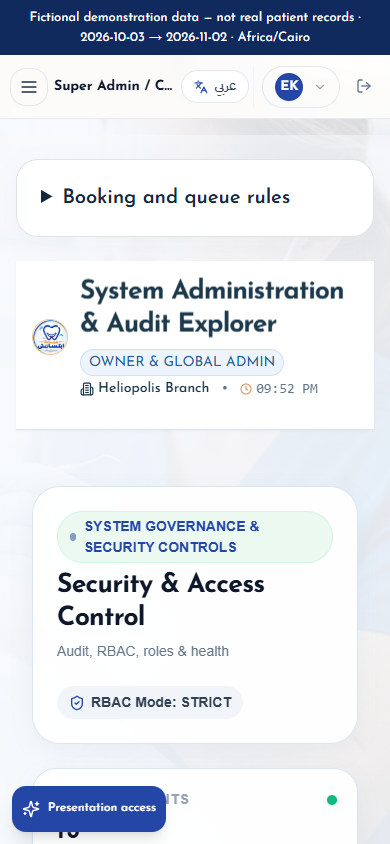 Fictional demonstration data — not real patient records ·
2026-10-03 → 2026-11-02 · Africa/Cairo
Super Admin / C...
عربي
EK
Booking and queue rules
System Administration
& Audit Explorer
OWNER & GLOBAL ADMIN
Heliopolis Branch • 09:52 PM
SYSTEM GOVERNANCE &
SECURITY CONTROLS
Security & Access
Control
Audit, RBAC, roles & health
RBAC Mode: STRICT
Presentation access